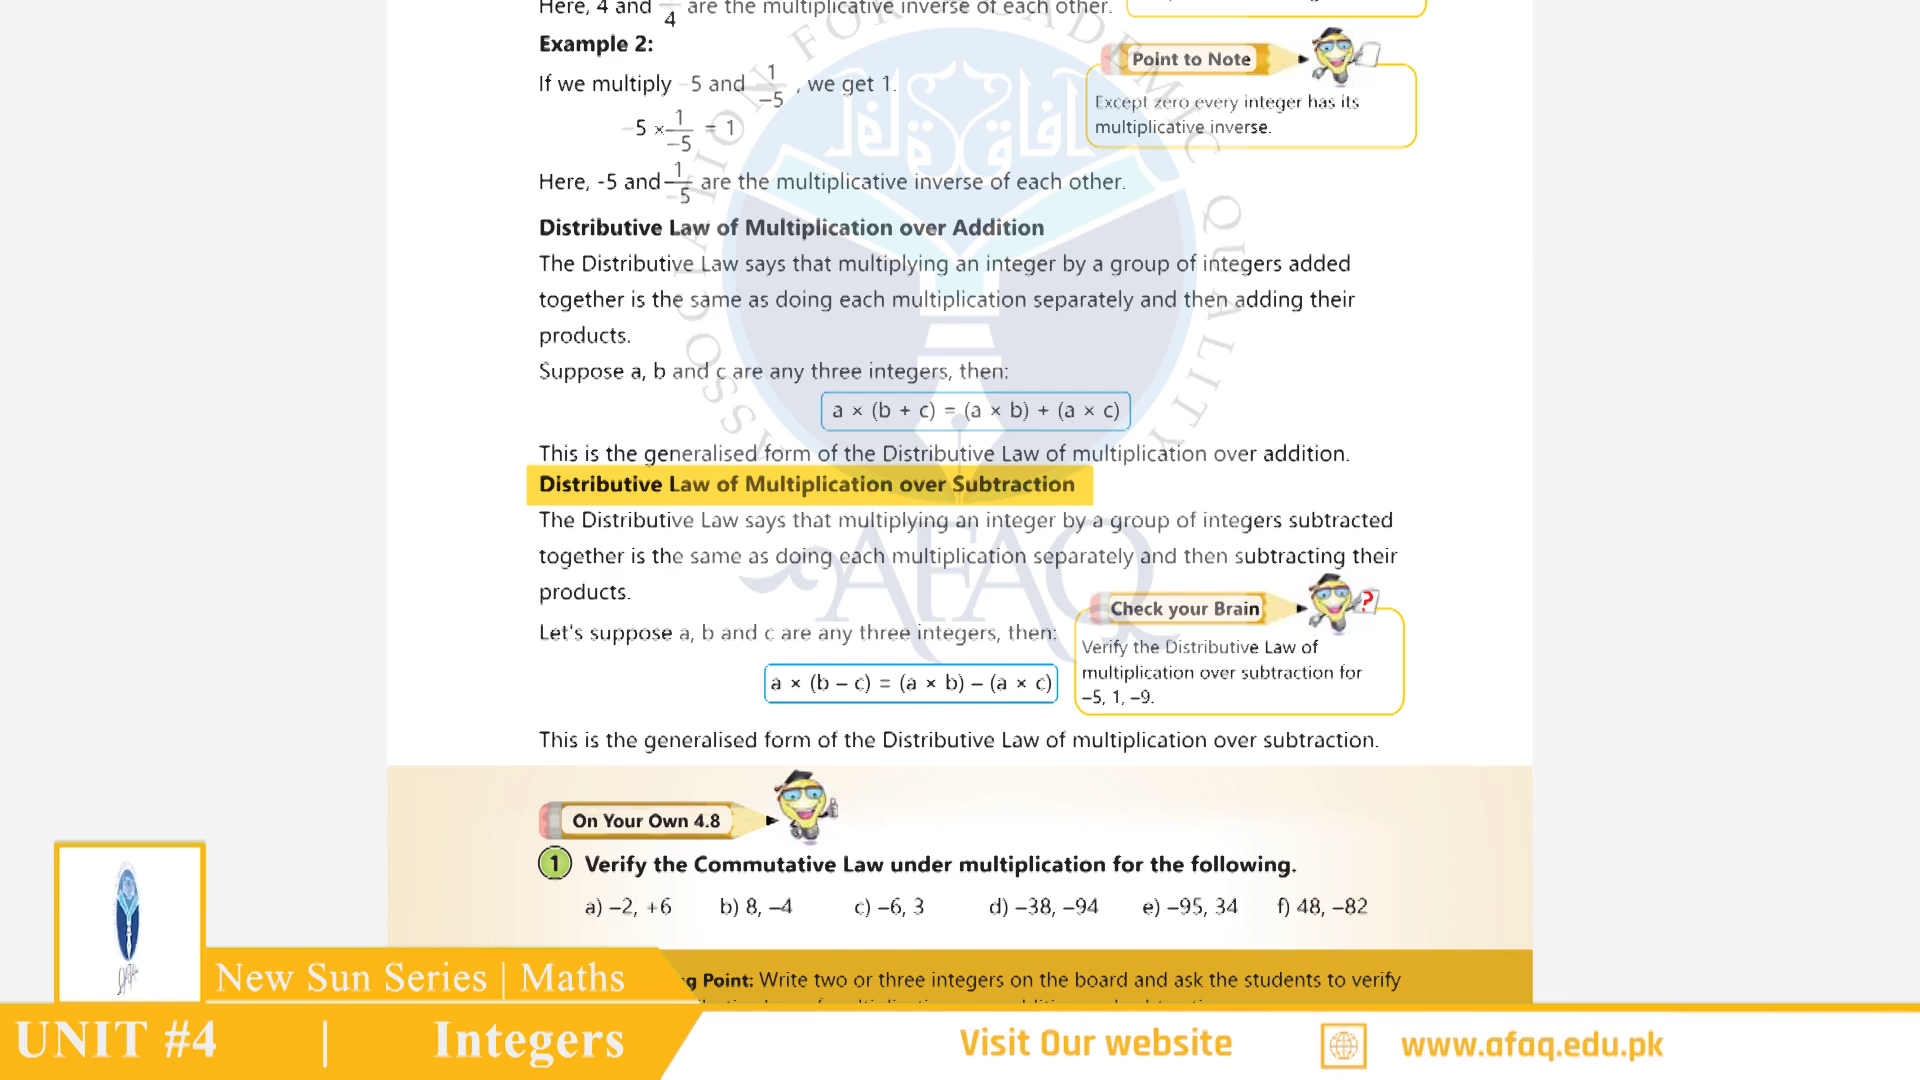 Here, 4 and 1/4 are the multiplicative inverse of each other.
Example 2:
If we multiply –5 and 1/–5 , we get 1.
–5 × 1/–5 = 1
Here, -5 and –1/5 are the multiplicative inverse of each other.
Point to Note
Except zero every integer has its
multiplicative inverse.
Distributive Law of Multiplication over Addition
The Distributive Law says that multiplying an integer by a group of integers added
together is the same as doing each multiplication separately and then adding their
products.
Suppose a, b and c are any three integers, then:
a × (b + c) = (a × b) + (a × c)
This is the generalised form of the Distributive Law of multiplication over addition.
Distributive Law of Multiplication over Subtraction
The Distributive Law says that multiplying an integer by a group of integers subtracted
together is the same as doing each multiplication separately and then subtracting their
products.
Let's suppose a, b and c are any three integers, then:
a × (b – c) = (a × b) – (a × c)
Check your Brain
?
Verify the Distributive Law of
multiplication over subtraction for
–5, 1, –9.
This is the generalised form of the Distributive Law of multiplication over subtraction.
On Your Own 4.8
1 Verify the Commutative Law under multiplication for the following.
a) –2, +6 b) 8, –4 c) –6, 3 d) –38, –94 e) –95, 34 f) 48, –82
g Point: Write two or three integers on the board and ask the students to verify
ASSOCIATION FOR ACADEMIC QUALITY
AFAQ
New Sun Series | Maths
UNIT #4 | Integers
Visit Our website
www.afaq.edu.pk